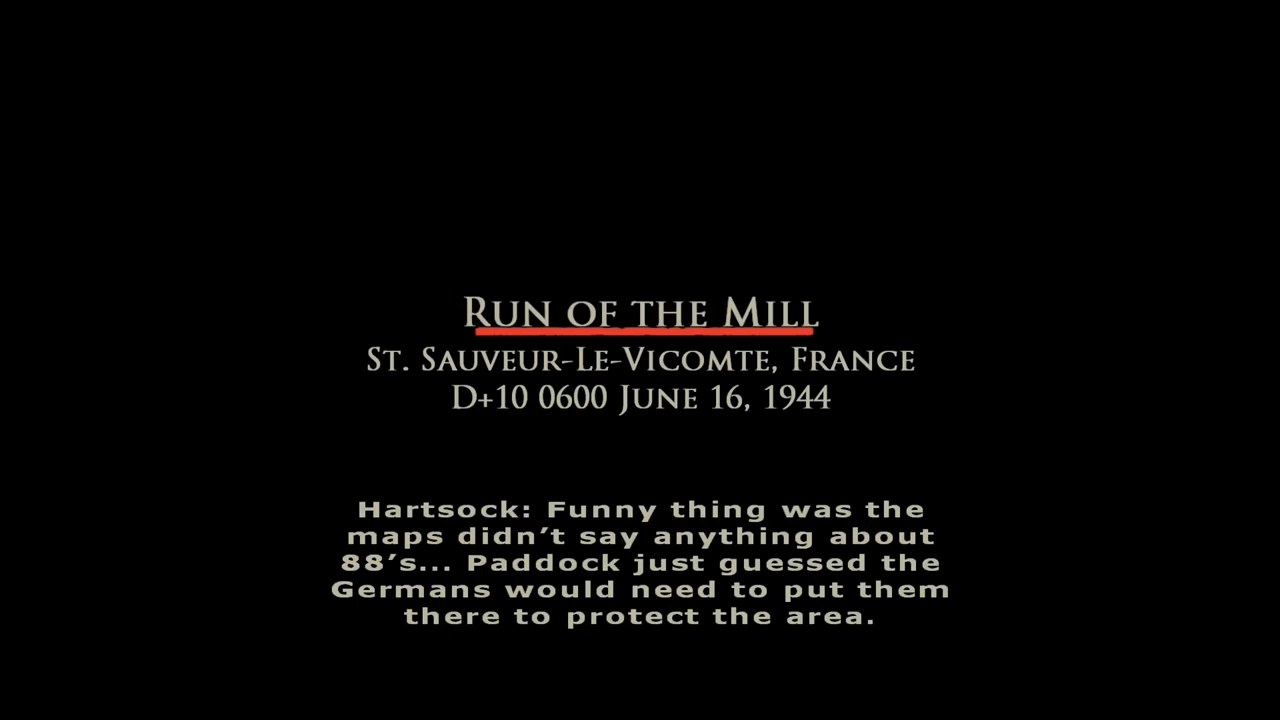 Run of the Mill
St. Sauveur-Le-Vicomte, France
D+10 0600 June 16, 1944
Hartsock: Funny thing was the
maps didn’t say anything about
88’s... Paddock just guessed the
Germans would need to put them
there to protect the area.